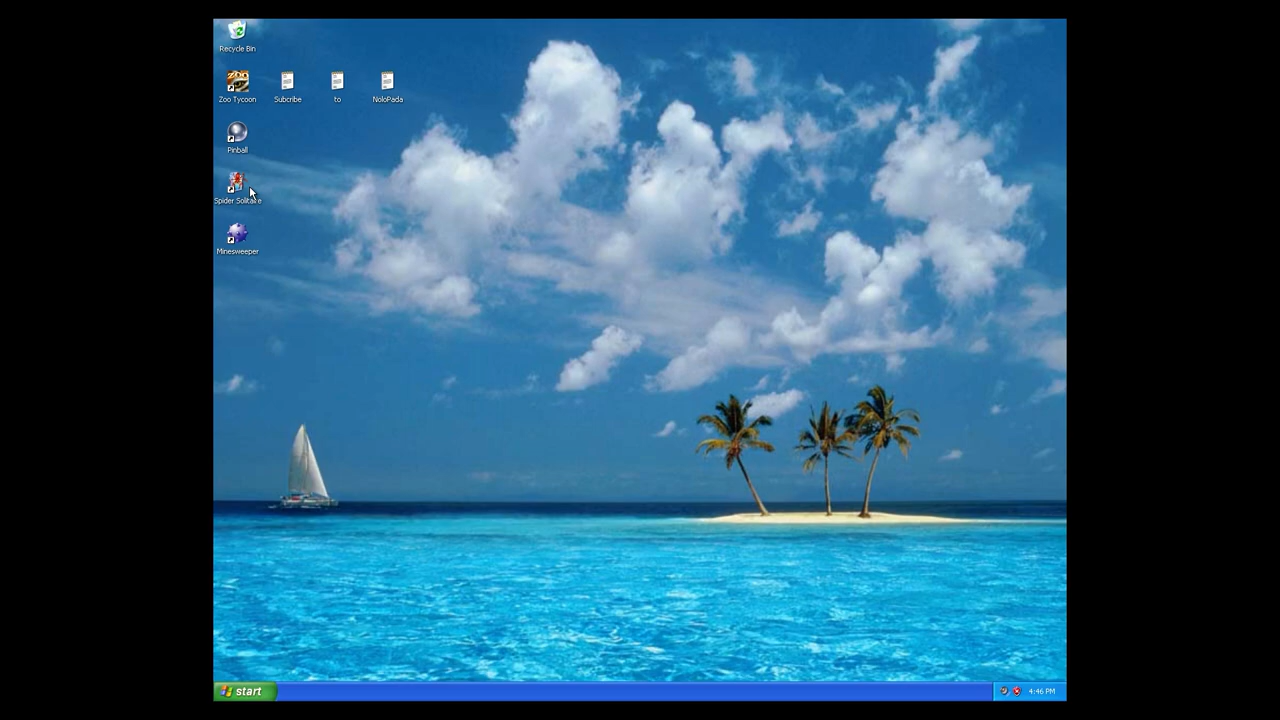 Recycle Bin
Zoo Tycoon
Subcribe
to
NoloPada
Pinball
Spider Solitaire
Minesweeper
start
4:46 PM